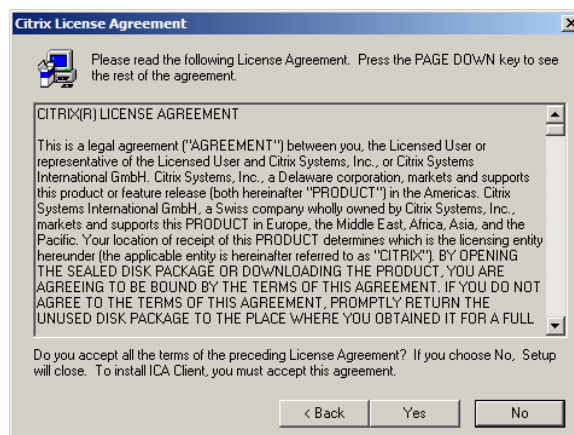 Citrix License Agreement
Please read the following License Agreement. Press the PAGE DOWN key to see
the rest of the agreement.
CITRIX(R) LICENSE AGREEMENT
This is a legal agreement ("AGREEMENT") between you, the Licensed User or
representative of the Licensed User and Citrix Systems, Inc., or Citrix Systems
International GmbH. Citrix Systems, Inc., a Delaware corporation, markets and supports
this product or feature release (both hereinafter "PRODUCT") in the Americas. Citrix
Systems International GmbH, a Swiss company wholly owned by Citrix Systems, Inc.,
markets and supports this PRODUCT in Europe, the Middle East, Africa, Asia, and the
Pacific. Your location of receipt of this PRODUCT determines which is the licensing entity
hereunder (the applicable entity is hereinafter referred to as "CITRIX"). BY OPENING
THE SEALED DISK PACKAGE OR DOWNLOADING THE PRODUCT, YOU ARE
AGREEING TO BE BOUND BY THE TERMS OF THIS AGREEMENT. IF YOU DO NOT
AGREE TO THE TERMS OF THIS AGREEMENT, PROMPTLY RETURN THE
UNUSED DISK PACKAGE TO THE PLACE WHERE YOU OBTAINED IT FOR A FULL
Do you accept all the terms of the preceding License Agreement? If you choose No, Setup
will close. To install ICA Client, you must accept this agreement.
< Back Yes No